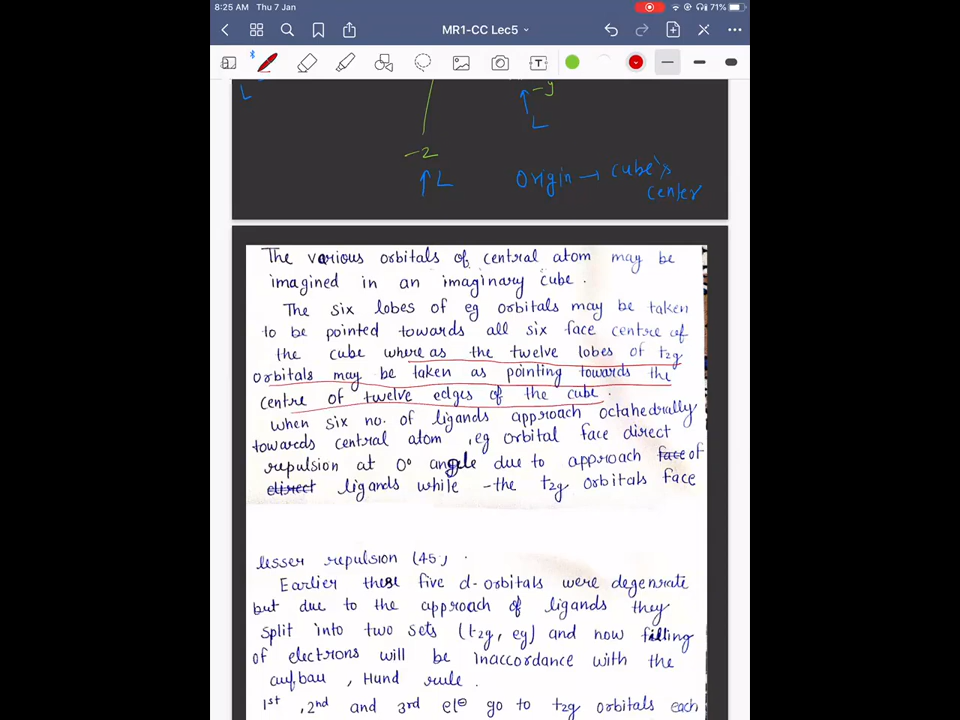 8:25 AM Thu 7 Jan
71%
MR1-CC Lec5
T
L
-y
L
-z
L
Origin → cube's
center
The various orbitals of central atom may be
imagined in an imaginary cube.
The six lobes of eg orbitals may be taken
to be pointed towards all six face centre of
the cube where as the twelve lobes of t2g
orbitals may be taken as pointing towards the
centre of twelve edges of the cube.
when six no. of ligands approach octahedrally
towards central atom, eg orbital face direct
repulsion at 0° angle due to approach face of
direct ligands while -the t2g orbitals face
lesser repulsion (45°) .
Earlier these five d-orbitals were degenrate
but due to the approach of ligands they
split into two sets (t2g, eg) and now filling
of electrons will be inaccordance with the
aufbau, Hund rule.
1st, 2nd and 3rd el⊖ go to t2g orbitals each